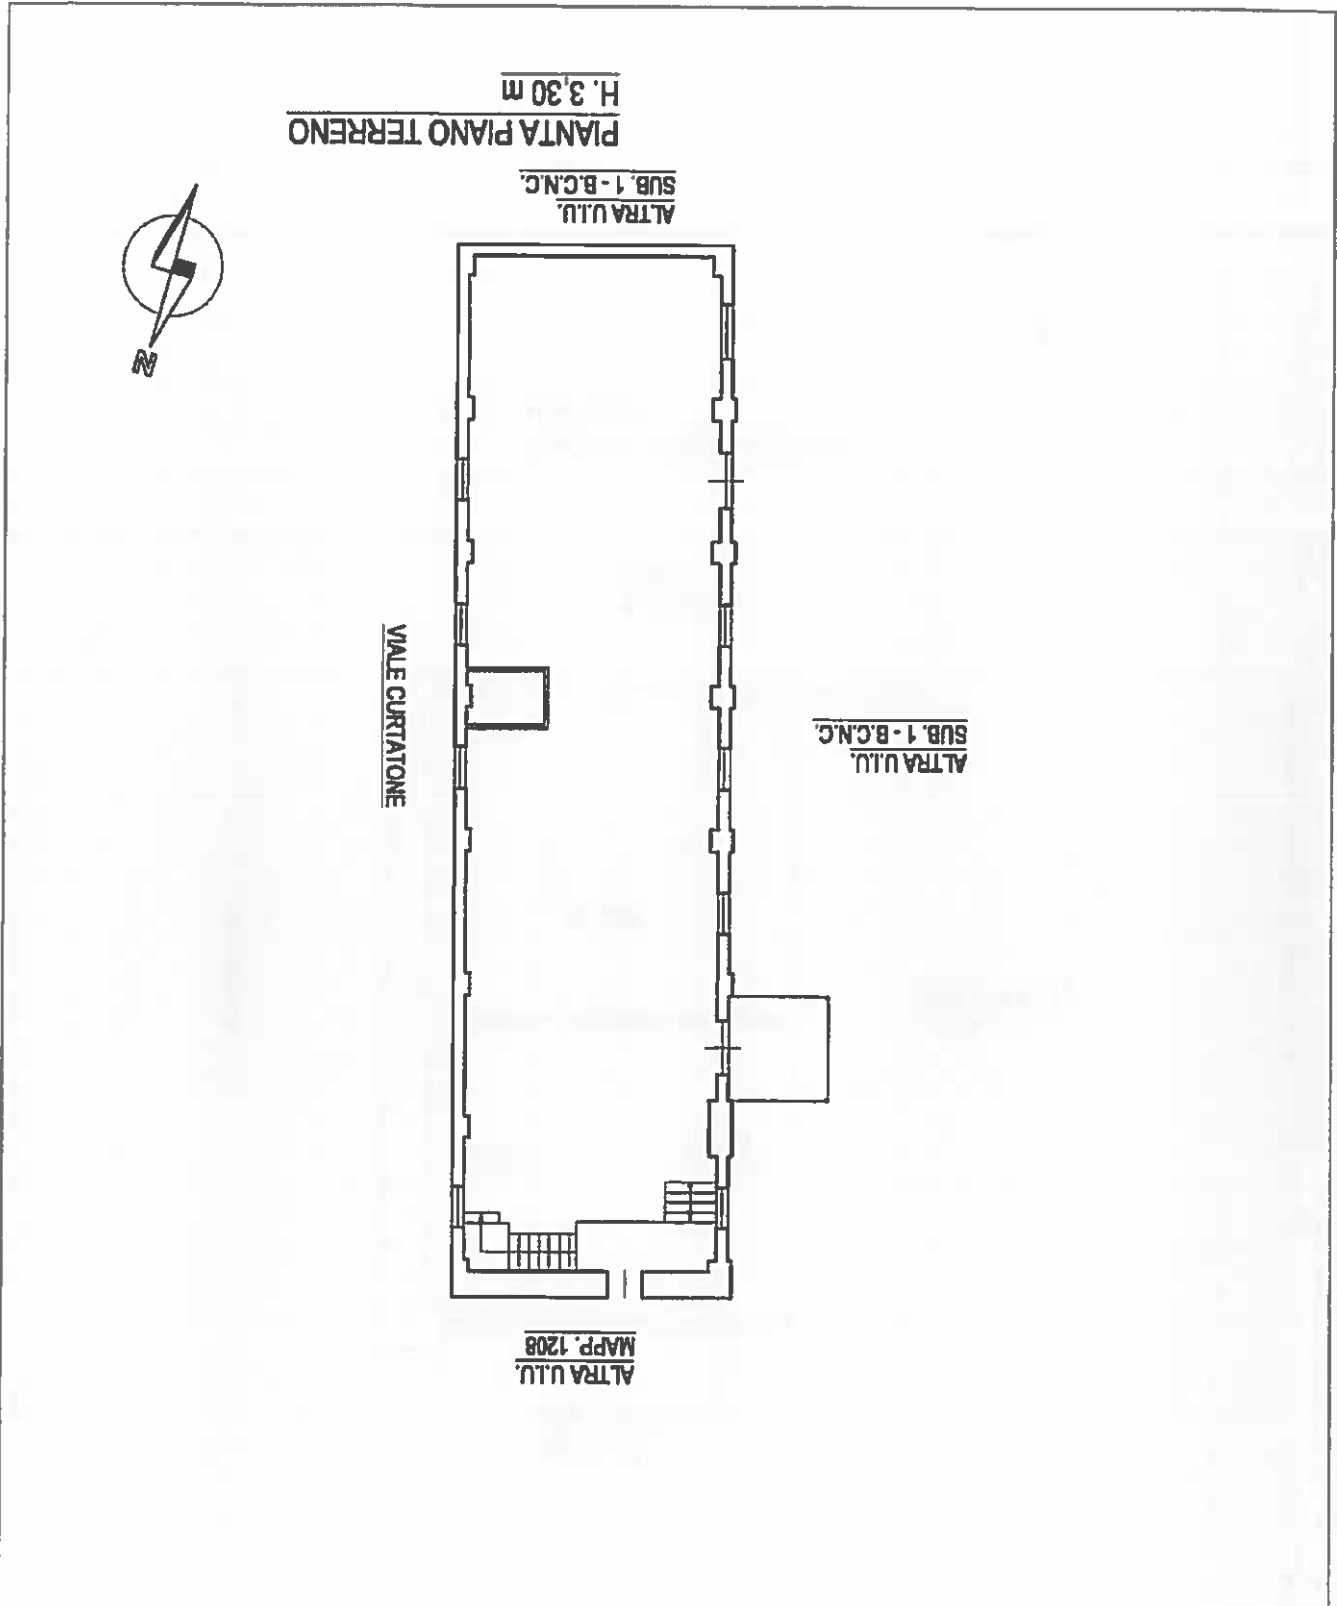 ALTRA U.I.U.
MAPP. 1208
ALTRA U.I.U.
SUB. 1 - B.C.N.C.
VIALE CURTATONE
N
ALTRA U.I.U.
SUB. 1 - B.C.N.C.
PIANTA PIANO TERRENO
H. 3,30 m